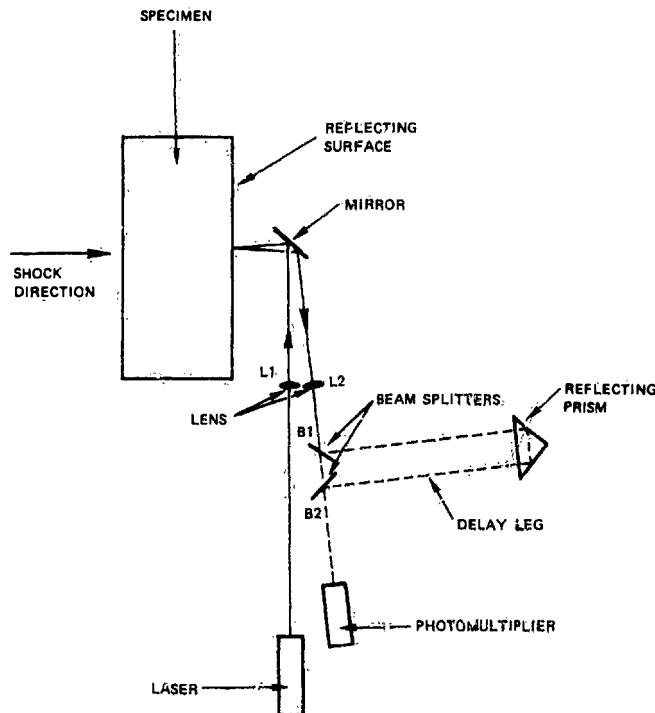 SPECIMEN
REFLECTING
SURFACE
MIRROR
SHOCK
DIRECTION
L1
L2
LENS
BEAM SPLITTERS
REFLECTING
PRISM
B1
B2
DELAY LEG
PHOTOMULTIPLIER
LASER